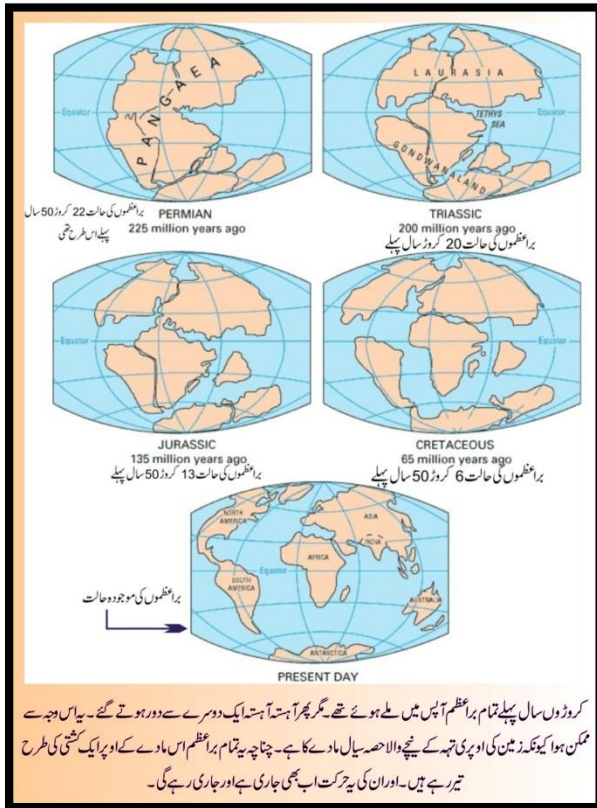 PANGAEA
Equator
PERMIAN
225 million years ago
براعظموں کی حالت 22 کروڑ 50 سال
پہلے اس طرح تھی
LAURASIA
TETHYS
SEA
GONDWANALAND
TRIASSIC
200 million years ago
براعظموں کی حالت 20 کروڑ سال پہلے
Equator
JURASSIC
135 million years ago
براعظموں کی حالت 13 کروڑ 50 سال پہلے
Equator
CRETACEOUS
65 million years ago
براعظموں کی حالت 6 کروڑ 50 سال پہلے
NORTH
AMERICA
ASIA
INDIA
AFRICA
Equator
SOUTH
AMERICA
AUSTRALIA
ANTARCTICA
براعظموں کی موجودہ حالت
PRESENT DAY
کروڑوں سال پہلے تمام براعظم آپس میں ملے ہوئے تھے۔ مگر پھر آہستہ آہستہ ایک دوسرے سے دور ہوتے گئے۔ یہ اس وجہ سے
ممکن ہوا کیونکہ زمین کی اوپری تہہ کے نیچے والا حصہ سیال مادے کا ہے۔ چناچہ یہ تمام براعظم اس مادے کے اوپر ایک کشتی کی طرح
تیر رہے ہیں۔ اور ان کی یہ حرکت اب بھی جاری ہے اور جاری رہے گی۔